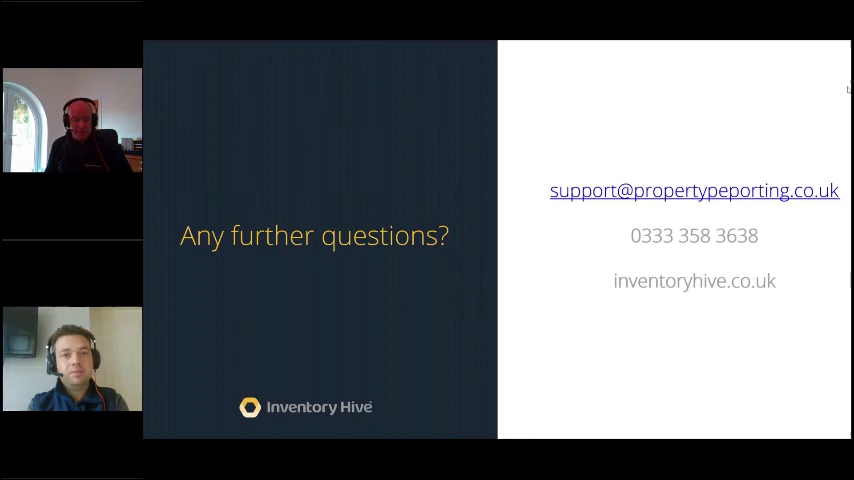 Any further questions?
Inventory Hive
support@propertypeporting.co.uk
0333 358 3638
inventoryhive.co.uk